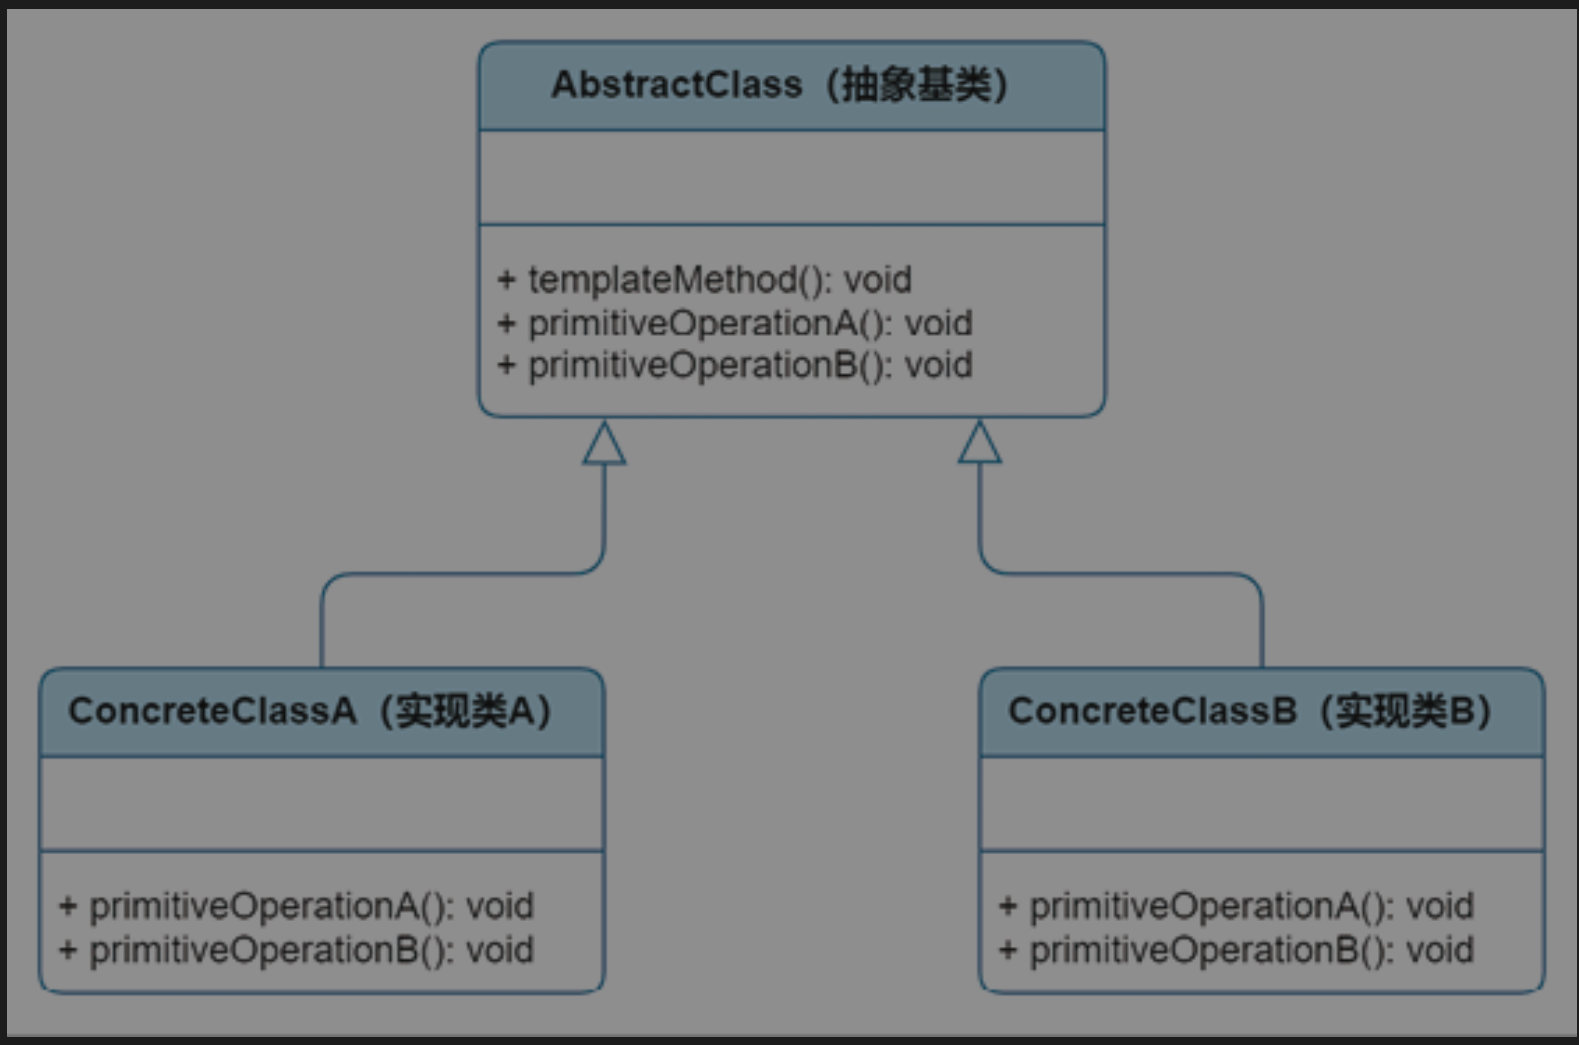 AbstractClass（抽象基类）
+ templateMethod(): void
+ primitiveOperationA(): void
+ primitiveOperationB(): void
ConcreteClassA（实现类A）
+ primitiveOperationA(): void
+ primitiveOperationB(): void
ConcreteClassB（实现类B）
+ primitiveOperationA(): void
+ primitiveOperationB(): void